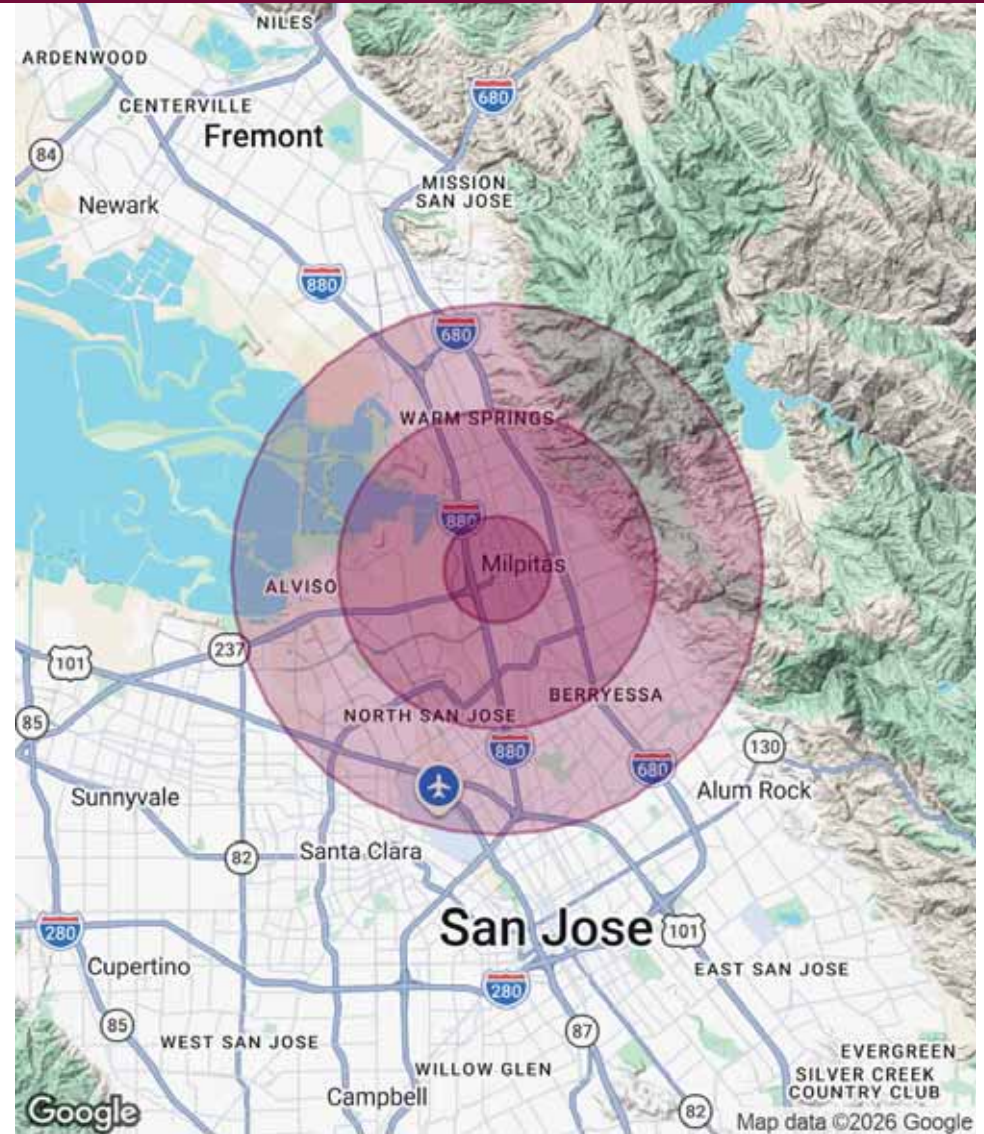 NILES
ARDENWOOD
680
CENTERVILLE
Fremont
84
MISSION
SAN JOSE
Newark
880
680
WARM SPRINGS
880
Milpitas
ALVISO
237
101
BERRYESSA
NORTH SAN JOSE
85
880
130
680
Sunnyvale
Alum Rock
82
Santa Clara
San Jose
101
280
Cupertino
EAST SAN JOSE
280
85
87
WEST SAN JOSE
EVERGREEN
WILLOW GLEN
SILVER CREEK
COUNTRY CLUB
Campbell
82
Google
Map data ©2026 Google